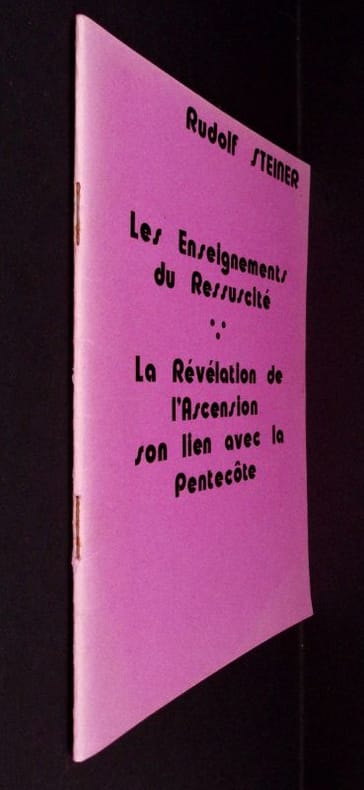 Rudolf STEINER
Les Enseignements
du Ressuscité
La Révélation de
l'Ascension
son lien avec la
Pentecôte